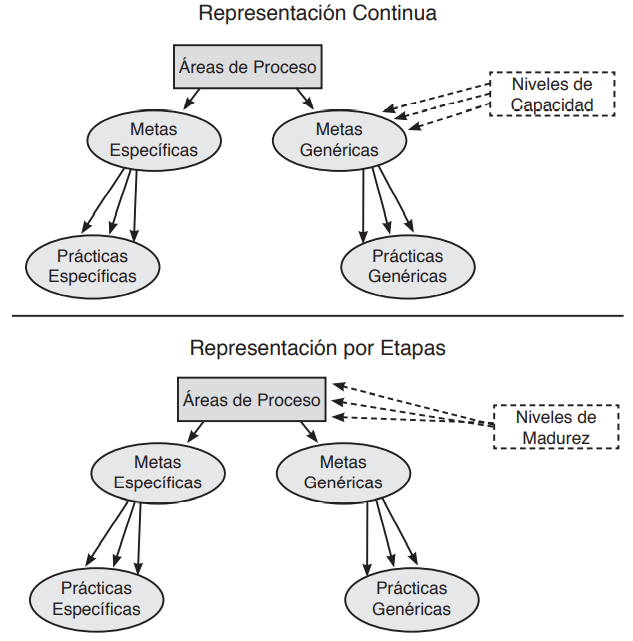 Representación Continua
Áreas de Proceso
Niveles de
Capacidad
Metas
Específicas
Metas
Genéricas
Prácticas
Específicas
Prácticas
Genéricas
Representación por Etapas
Áreas de Proceso
Niveles de
Madurez
Metas
Específicas
Metas
Genéricas
Prácticas
Específicas
Prácticas
Genéricas